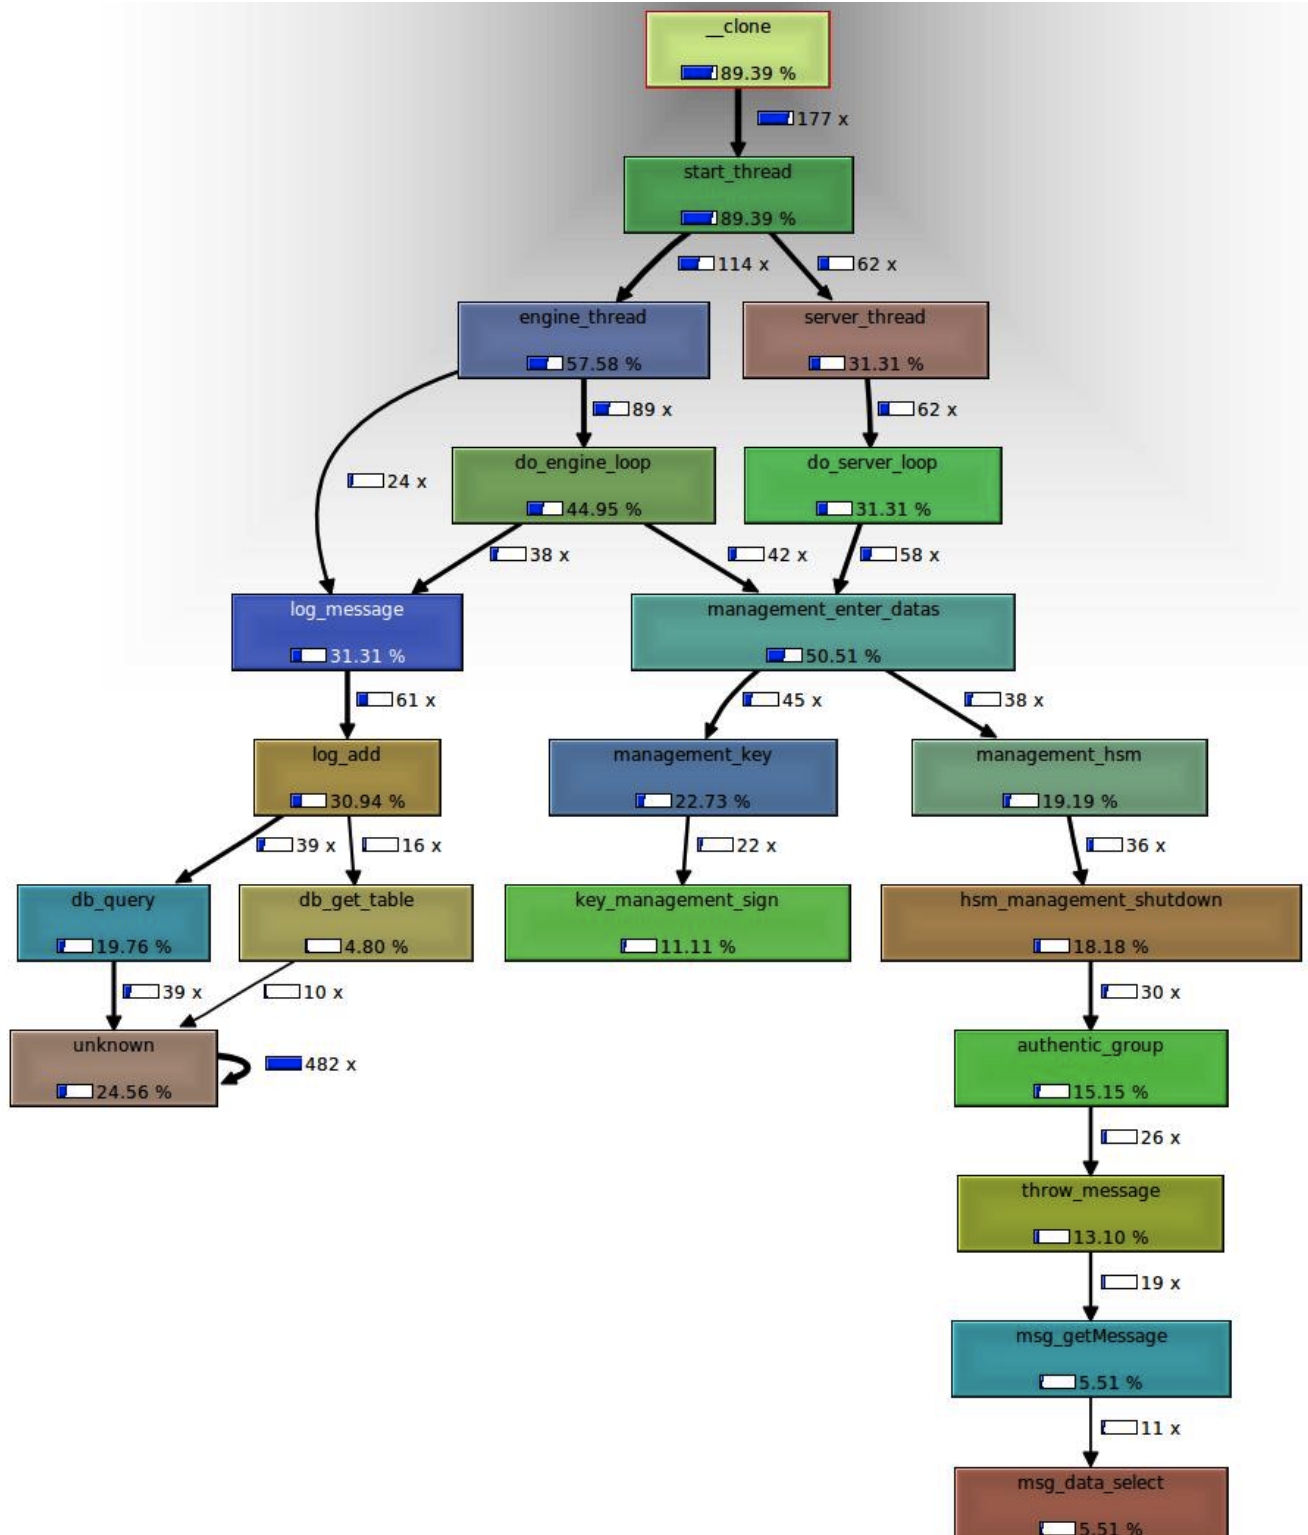 __clone
89.39 %
177 x
start_thread
89.39 %
114 x
62 x
engine_thread
57.58 %
server_thread
31.31 %
89 x
62 x
24 x
do_engine_loop
44.95 %
do_server_loop
31.31 %
38 x
42 x
58 x
log_message
31.31 %
management_enter_datas
50.51 %
61 x
45 x
38 x
log_add
30.94 %
management_key
22.73 %
management_hsm
19.19 %
39 x
16 x
22 x
36 x
db_query
19.76 %
db_get_table
4.80 %
key_management_sign
11.11 %
hsm_management_shutdown
18.18 %
39 x
10 x
30 x
unknown
24.56 %
482 x
authentic_group
15.15 %
26 x
throw_message
13.10 %
19 x
msg_getMessage
5.51 %
11 x
msg_data_select
5.51 %